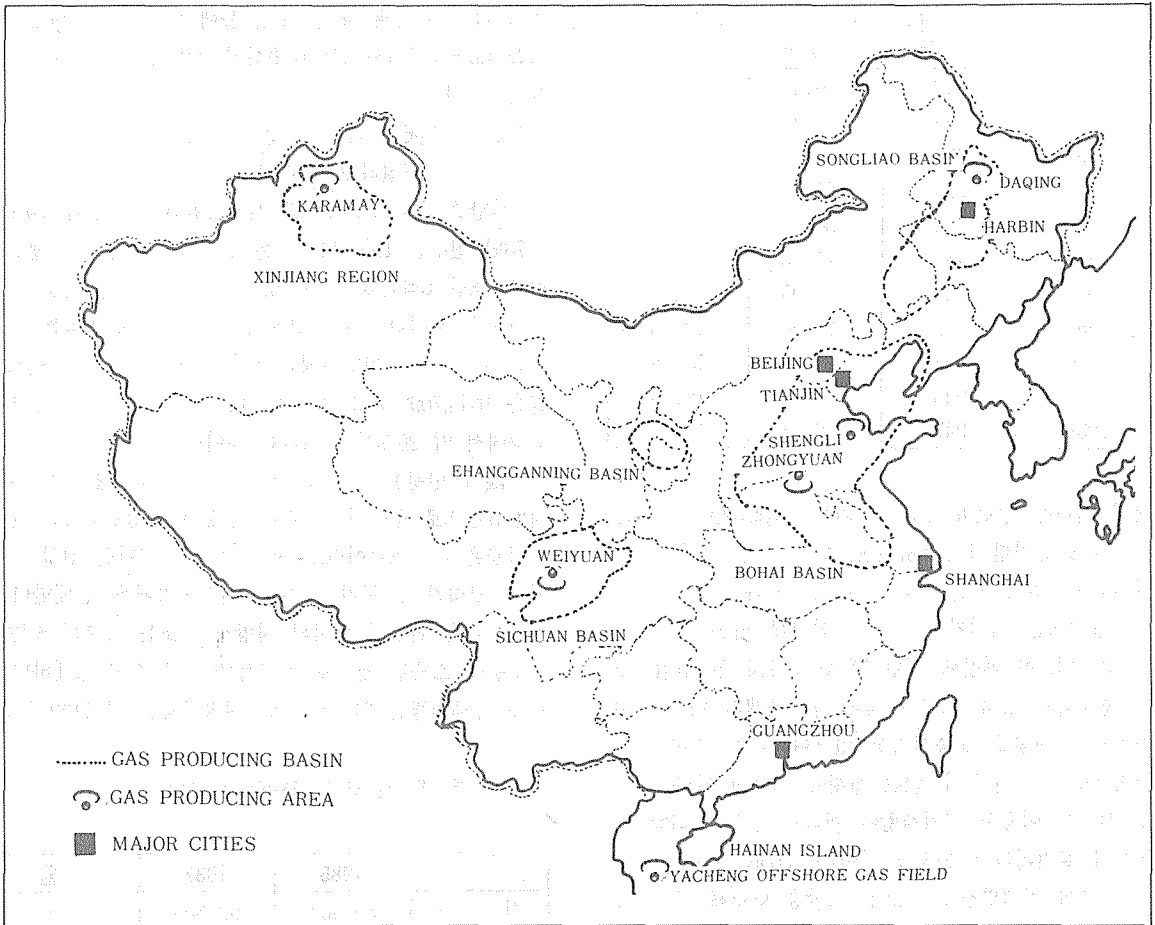 SONGLIAO BASIN
DAQING
KARAMAY
HARBIN
XINJIANG REGION
BEIJING
TIANJIN
SHENGLI
ZHONGYUAN
EHANGGANNING BASIN
WEIYUAN
BOHAI BASIN
SHANGHAI
SICHUAN BASIN
GUANGZHOU
GAS PRODUCING BASIN
GAS PRODUCING AREA
MAJOR CITIES
HAINAN ISLAND
YACHENG OFFSHORE GAS FIELD